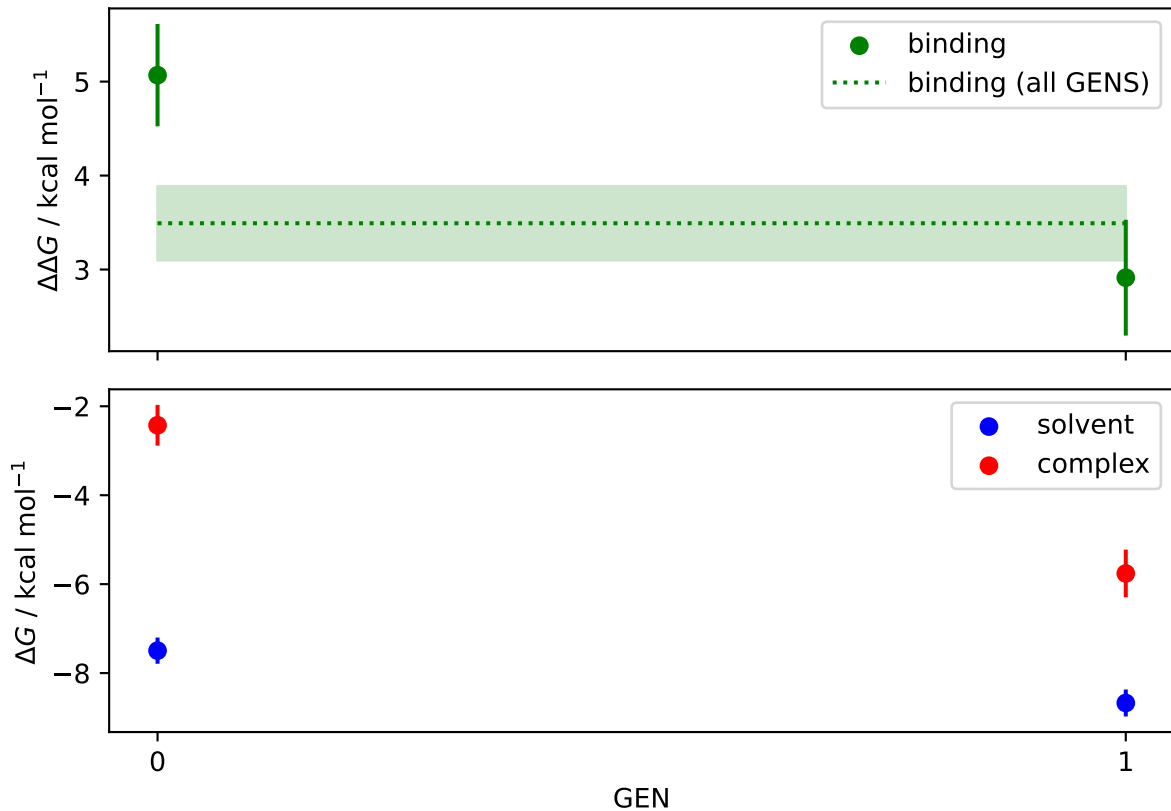 binding
binding (all GENS)
ΔΔG / kcal mol⁻¹
5
4
3
solvent
complex
ΔG / kcal mol⁻¹
−2
−4
−6
−8
0
1
GEN